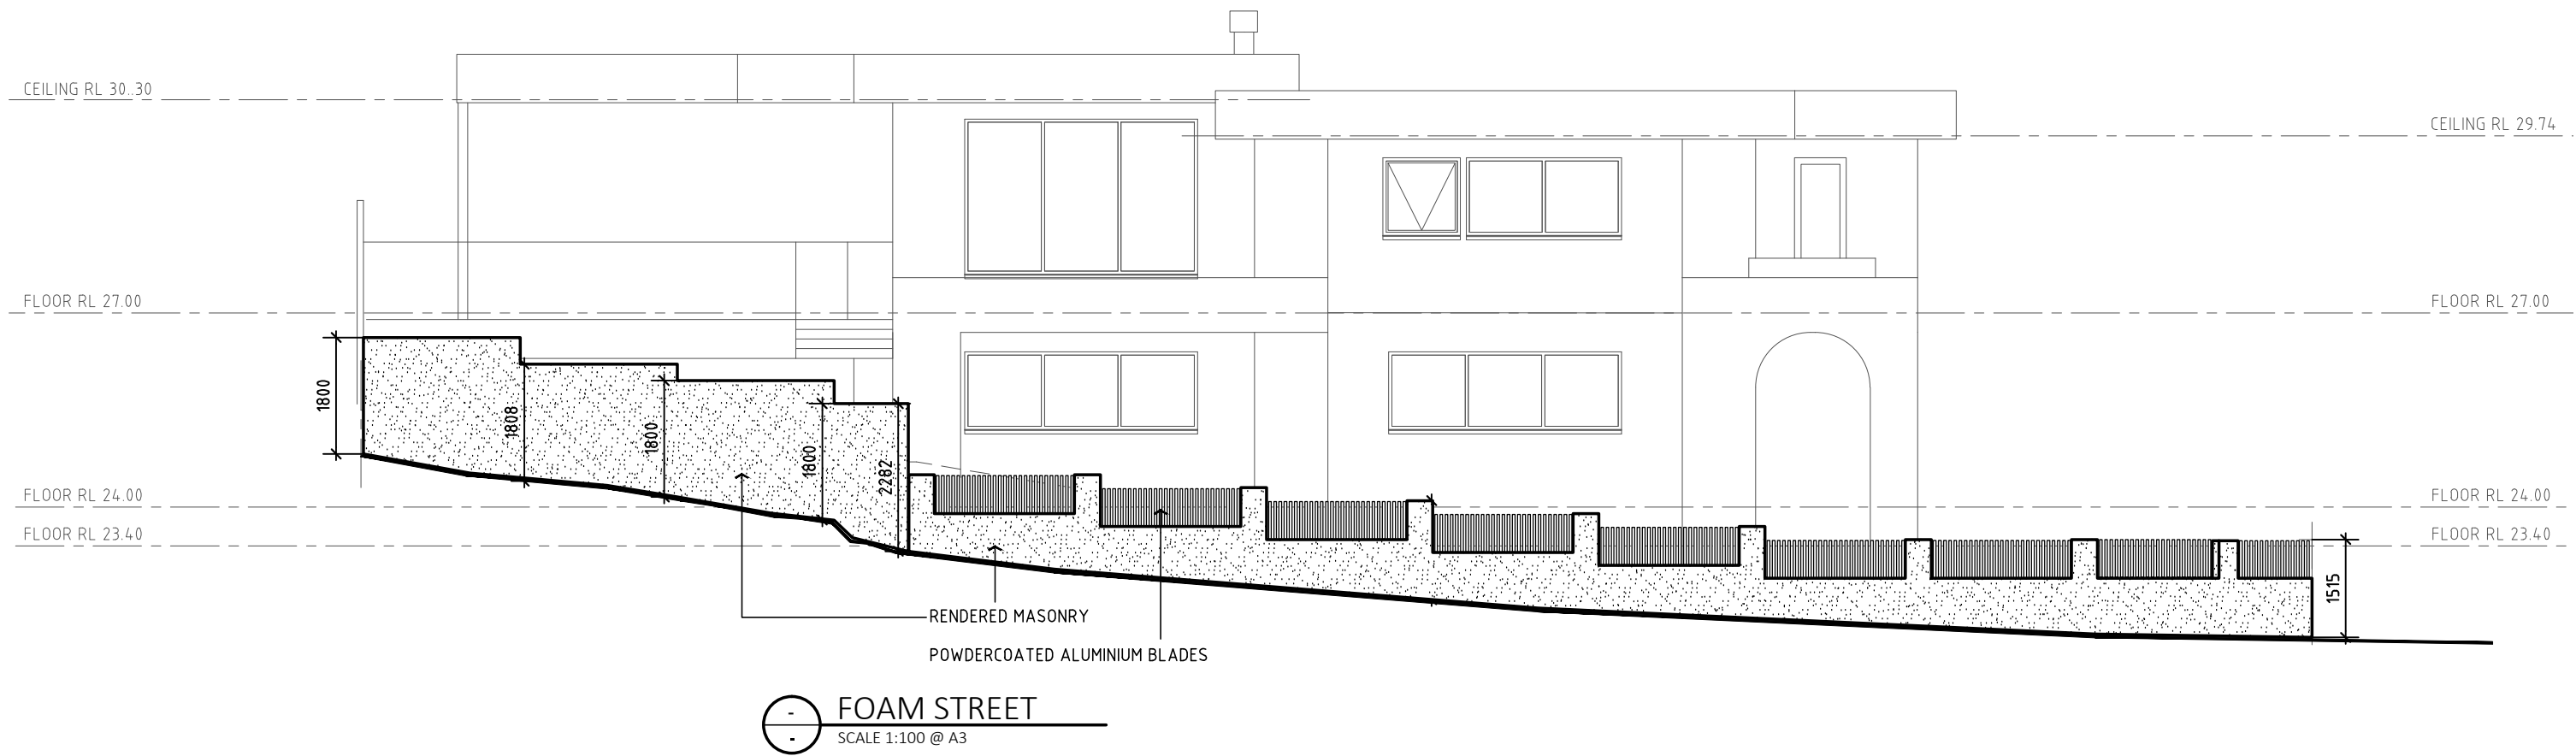 CEILING RL 30..30
CEILING RL 29.74
FLOOR RL 27.00
FLOOR RL 27.00
1800
1808
1800
1800
2282
FLOOR RL 24.00
FLOOR RL 24.00
FLOOR RL 23.40
FLOOR RL 23.40
1515
RENDERED MASONRY
POWDERCOATED ALUMINIUM BLADES
-
-
FOAM STREET
SCALE 1:100 @ A3